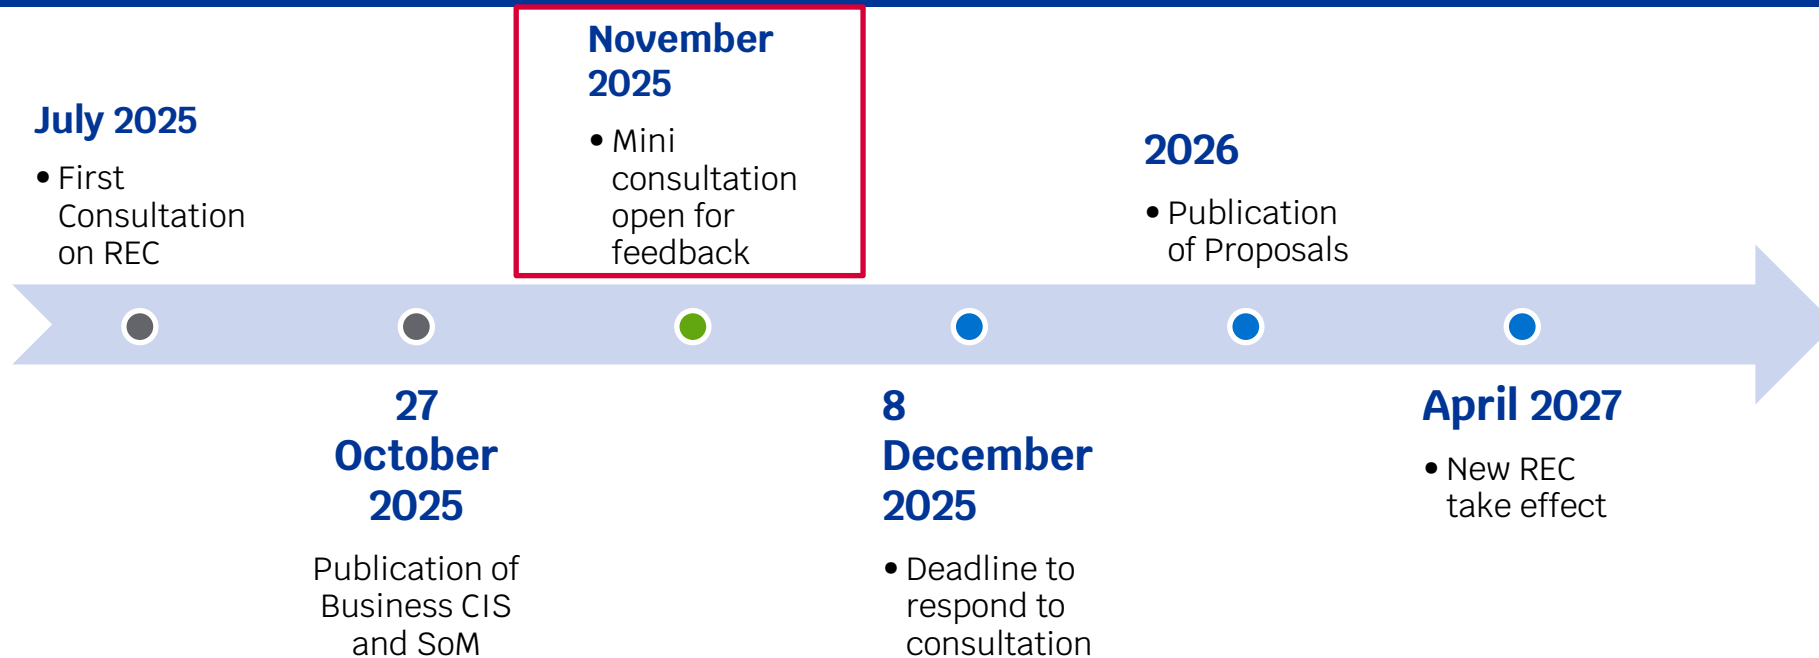 July 2025
• First
Consultation
on REC
27
October
2025
Publication of
Business CIS
and SoM
November
2025
• Mini
consultation
open for
feedback
8
December
2025
• Deadline to
respond to
consultation
2026
• Publication
of Proposals
April 2027
• New REC
take effect